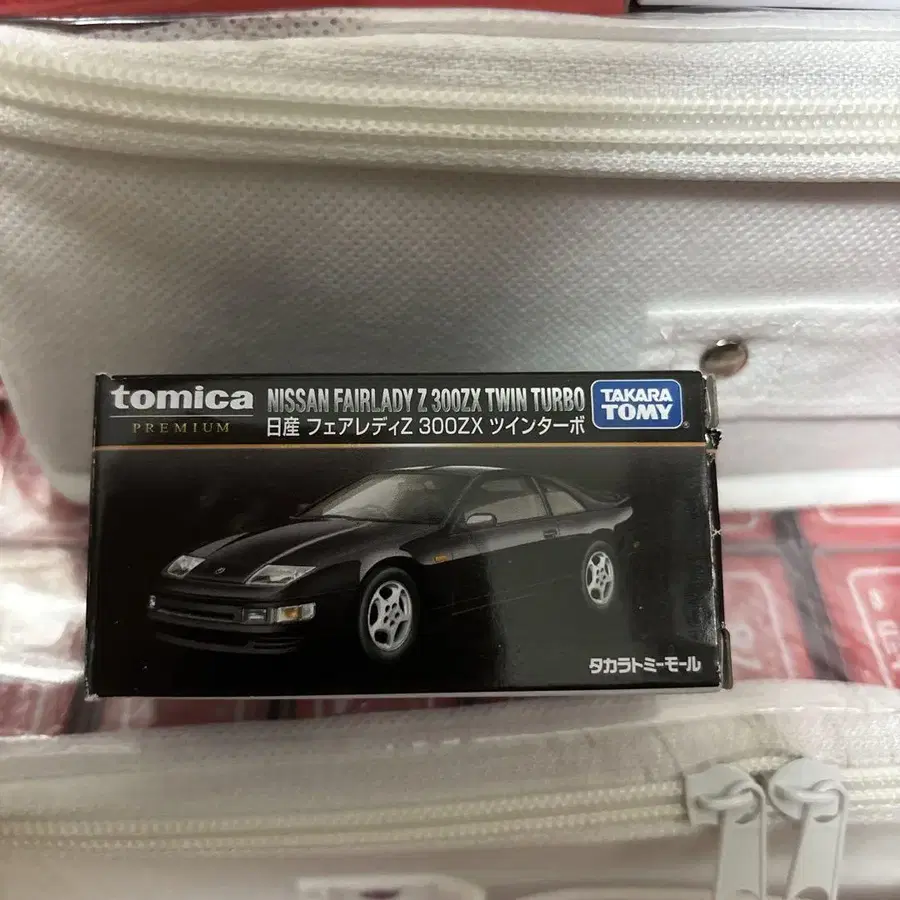 tomica
PREMIUM
NISSAN FAIRLADY Z 300ZX TWIN TURBO
日産 フェアレディZ 300ZX ツインターボ
TAKARA
TOMY
タカラトミーモール